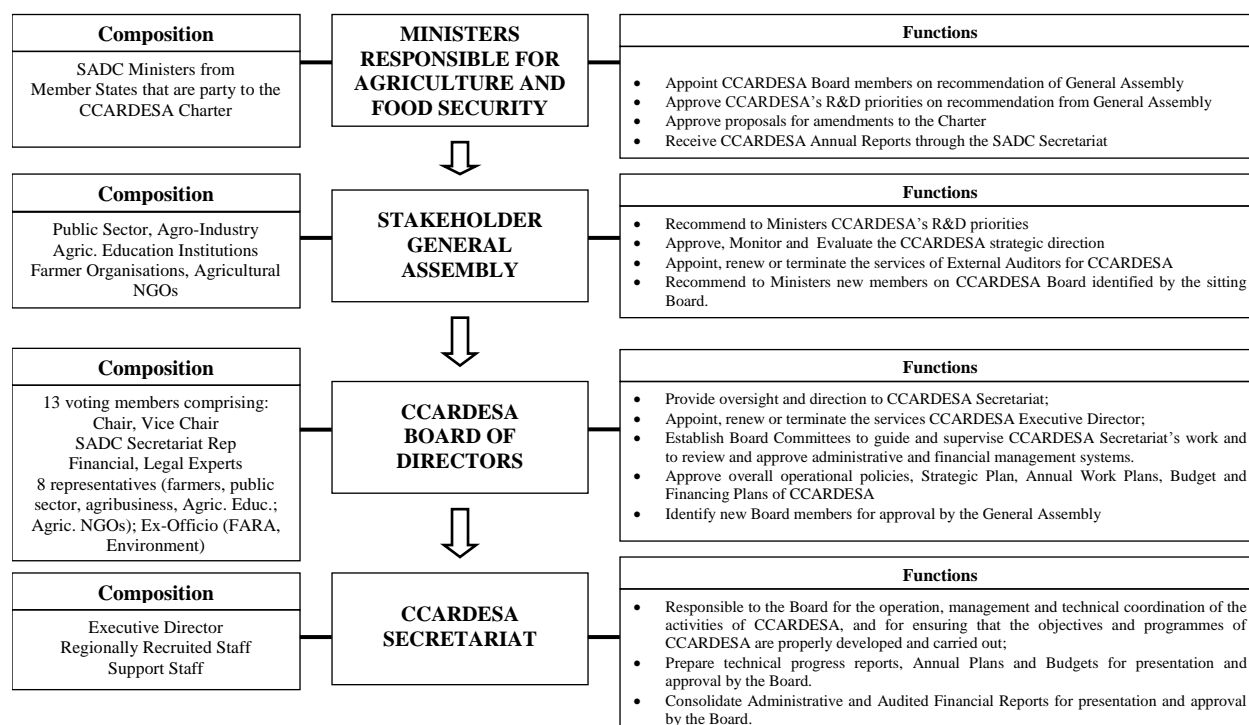 Composition
SADC Ministers from
Member States that are party to the
CCARDESA Charter
MINISTERS
RESPONSIBLE FOR
AGRICULTURE AND
FOOD SECURITY
Functions
• Appoint CCARDESA Board members on recommendation of General Assembly
• Approve CCARDESA's R&D priorities on recommendation from General Assembly
• Approve proposals for amendments to the Charter
• Receive CCARDESA Annual Reports through the SADC Secretariat
Composition
Public Sector, Agro-Industry
Agric. Education Institutions
Farmer Organisations, Agricultural
NGOs
STAKEHOLDER
GENERAL
ASSEMBLY
Functions
• Recommend to Ministers CCARDESA's R&D priorities
• Approve, Monitor and Evaluate the CCARDESA strategic direction
• Appoint, renew or terminate the services of External Auditors for CCARDESA
• Recommend to Ministers new members on CCARDESA Board identified by the sitting
Board.
Composition
13 voting members comprising:
Chair, Vice Chair
SADC Secretariat Rep
Financial, Legal Experts
8 representatives (farmers, public
sector, agribusiness, Agric. Educ.;
Agric. NGOs); Ex-Officio (FARA,
Environment)
CCARDESA
BOARD OF
DIRECTORS
Functions
• Provide oversight and direction to CCARDESA Secretariat;
• Appoint, renew or terminate the services CCARDESA Executive Director;
• Establish Board Committees to guide and supervise CCARDESA Secretariat's work and
to review and approve administrative and financial management systems.
• Approve overall operational policies, Strategic Plan, Annual Work Plans, Budget and
Financing Plans of CCARDESA
• Identify new Board members for approval by the General Assembly
Composition
Executive Director
Regionally Recruited Staff
Support Staff
CCARDESA
SECRETARIAT
Functions
• Responsible to the Board for the operation, management and technical coordination of the
activities of CCARDESA, and for ensuring that the objectives and programmes of
CCARDESA are properly developed and carried out;
• Prepare technical progress reports, Annual Plans and Budgets for presentation and
approval by the Board.
• Consolidate Administrative and Audited Financial Reports for presentation and approval
by the Board.